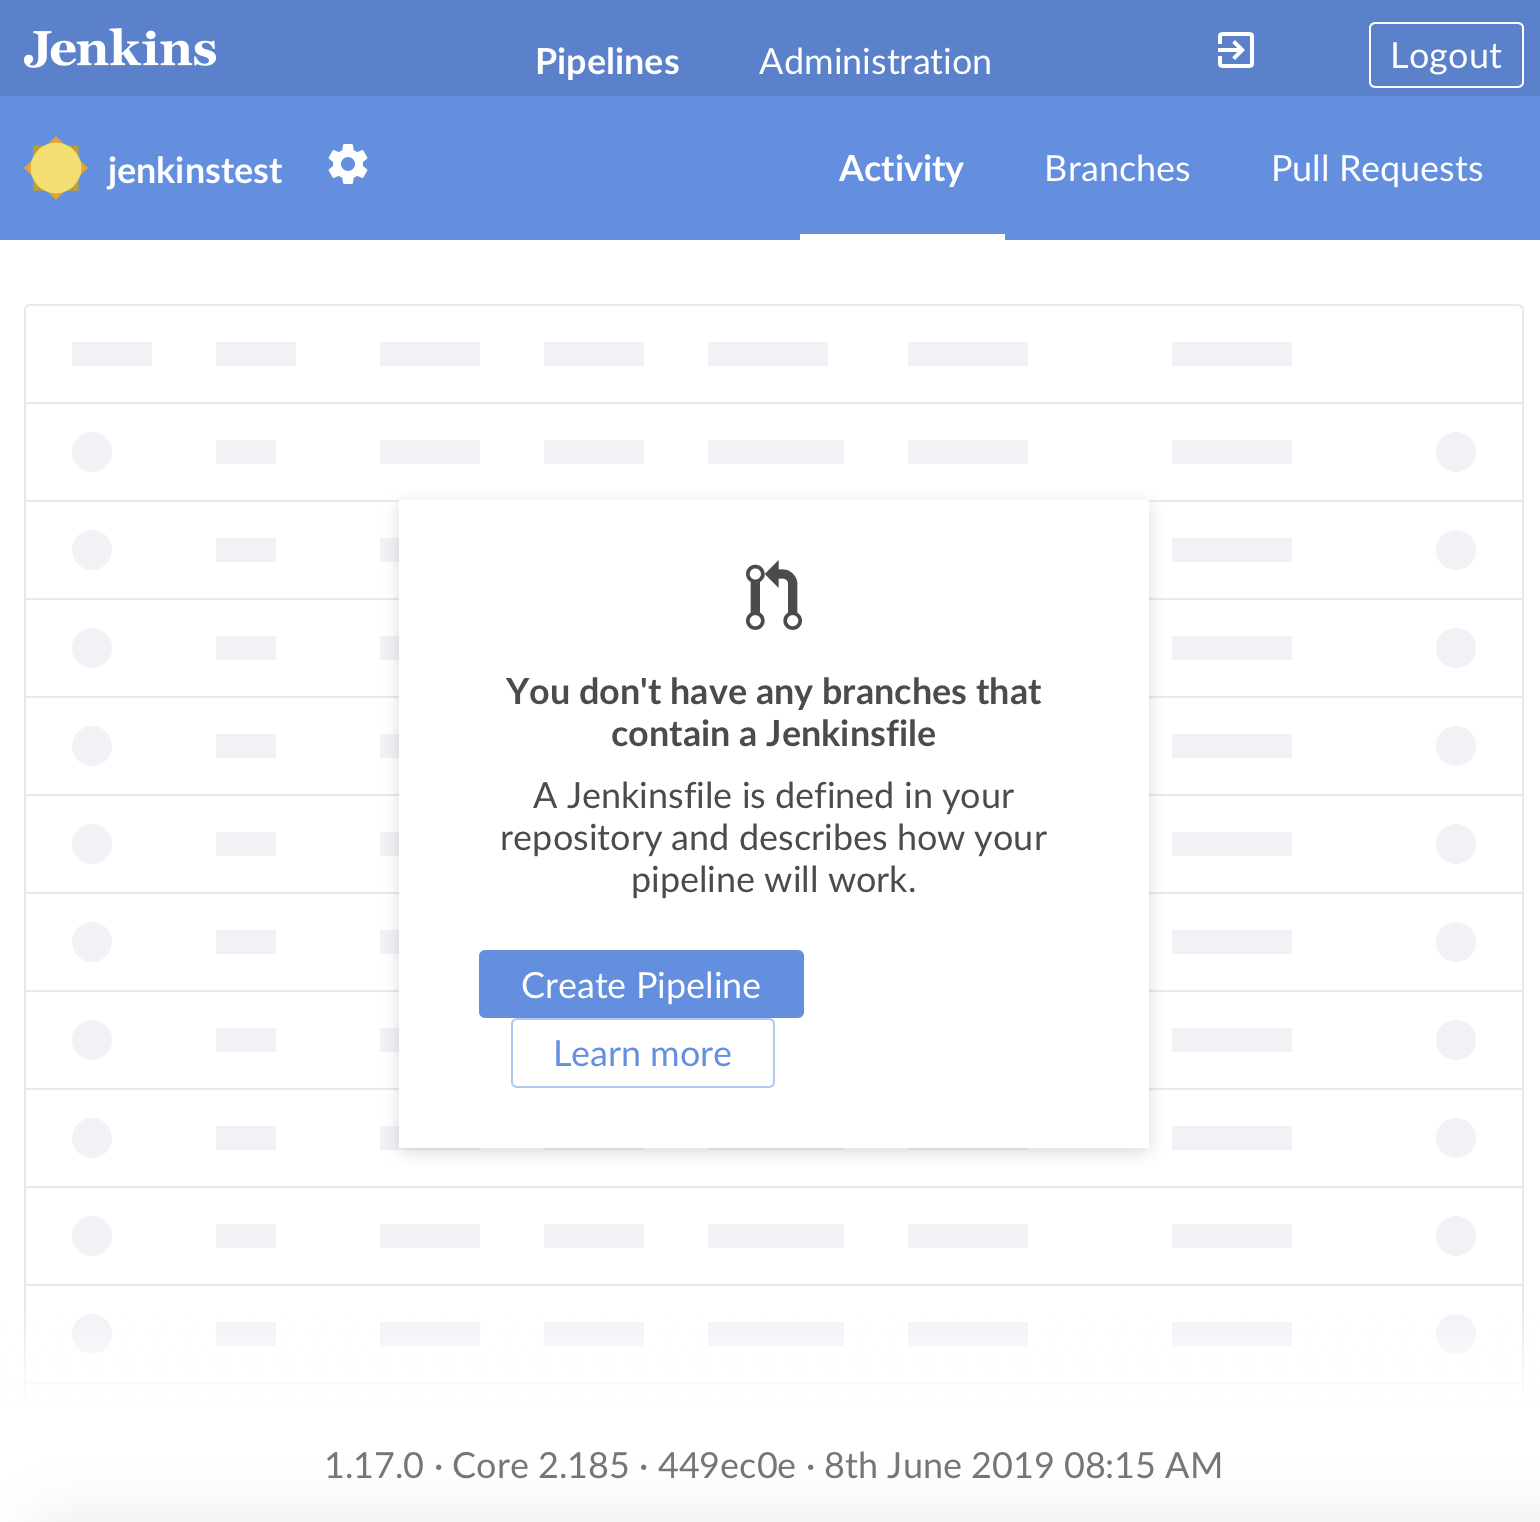 Jenkins
Pipelines
Administration
Logout
jenkinstest
Activity
Branches
Pull Requests
You don't have any branches that
contain a Jenkinsfile
A Jenkinsfile is defined in your
repository and describes how your
pipeline will work.
Create Pipeline
Learn more
1.17.0 · Core 2.185 · 449ec0e · 8th June 2019 08:15 AM